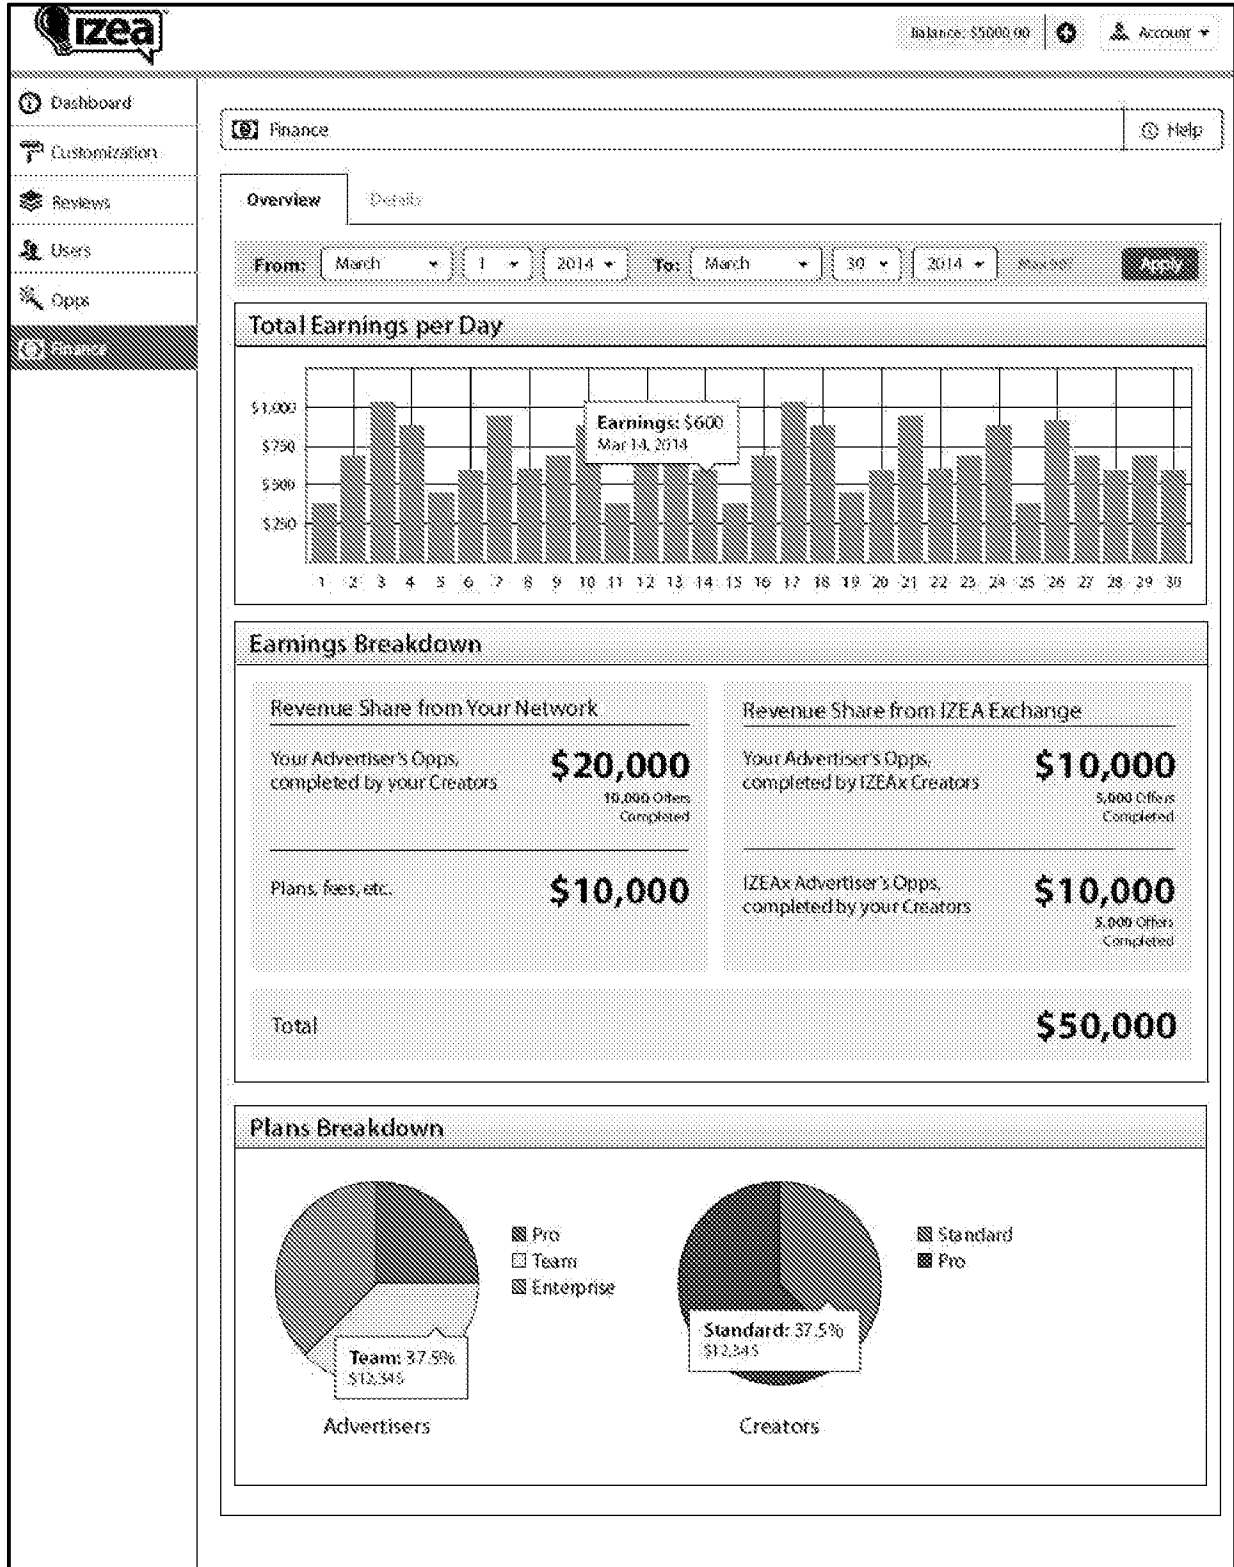 izea
Balance: $5000.00
Account
Dashboard
Customization
Reviews
Users
Opps
Finance
Finance
Help
Overview
Details
From: March 1 2014 To: March 30 2014
Apply
Total Earnings per Day
$1,000
$750
$500
$250
Earnings: $600
Mar 14, 2014
1 2 3 4 5 6 7 8 9 10 11 12 13 14 15 16 17 18 19 20 21 22 23 24 25 26 27 28 29 30
Earnings Breakdown
Revenue Share from Your Network
Your Advertiser's Opps,
completed by your Creators
$20,000
10,000 Offers
Completed
Plans, fees, etc.
$10,000
Revenue Share from IZEA Exchange
Your Advertiser's Opps,
completed by IZEAx Creators
$10,000
5,000 Offers
Completed
IZEAx Advertiser's Opps,
completed by your Creators
$10,000
5,000 Offers
Completed
Total
$50,000
Plans Breakdown
Pro
Team
Enterprise
Team: 37.5%
$12,345
Advertisers
Standard
Pro
Standard: 37.5%
$12,345
Creators